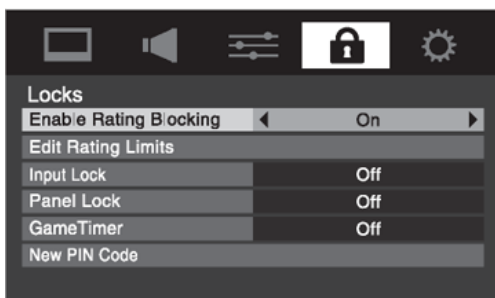 Locks
Enable Rating Blocking On
Edit Rating Limits
Input Lock Off
Panel Lock Off
GameTimer Off
New PIN Code